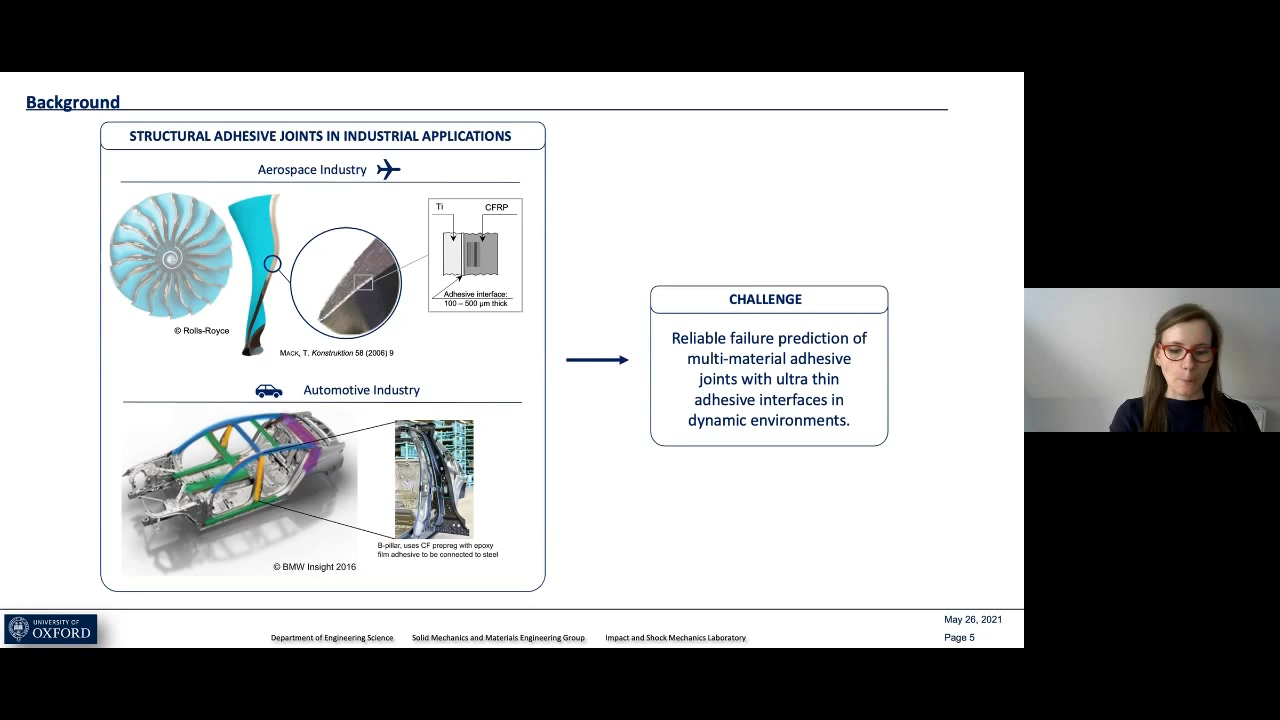 Background
STRUCTURAL ADHESIVE JOINTS IN INDUSTRIAL APPLICATIONS
Aerospace Industry
Ti
CFRP
Adhesive interface:
100 – 500 µm thick
© Rolls-Royce
MACK, T. Konstruktion 58 (2006) 9
Automotive Industry
B-pillar, uses CF prepreg with epoxy
film adhesive to be connected to steel
© BMW Insight 2016
CHALLENGE
Reliable failure prediction of
multi-material adhesive
joints with ultra thin
adhesive interfaces in
dynamic environments.
UNIVERSITY OF
OXFORD
Department of Engineering Science
Solid Mechanics and Materials Engineering Group
Impact and Shock Mechanics Laboratory
May 26, 2021
Page 5